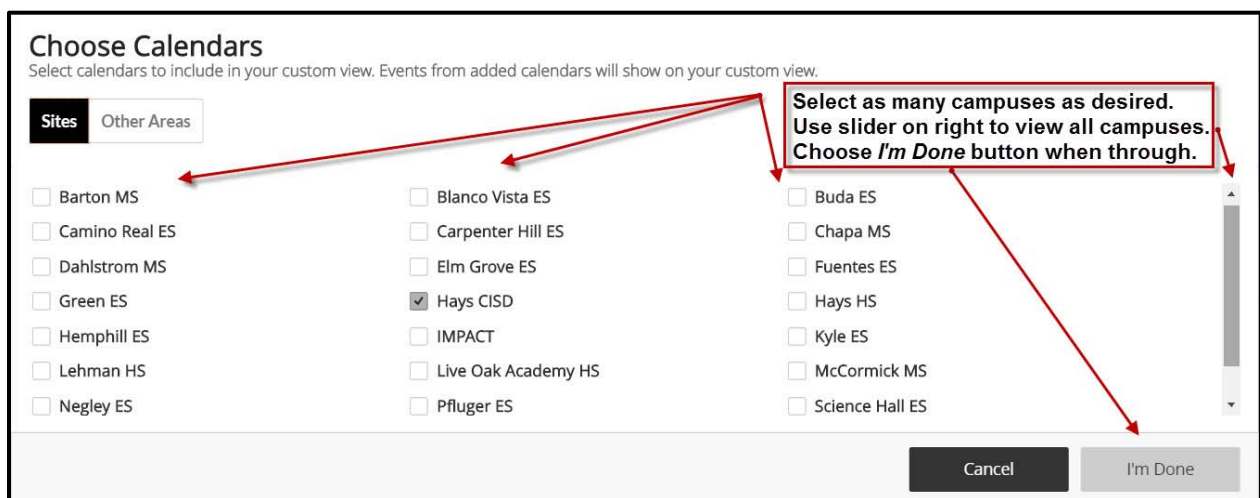 Choose Calendars
Select calendars to include in your custom view. Events from added calendars will show on your custom view.
Sites Other Areas
Select as many campuses as desired.
Use slider on right to view all campuses.
Choose I'm Done button when through.
Barton MS Blanco Vista ES Buda ES
Camino Real ES Carpenter Hill ES Chapa MS
Dahlstrom MS Elm Grove ES Fuentes ES
Green ES Hays CISD Hays HS
Hemphill ES IMPACT Kyle ES
Lehman HS Live Oak Academy HS McCormick MS
Negley ES Pfluger ES Science Hall ES
Cancel I'm Done